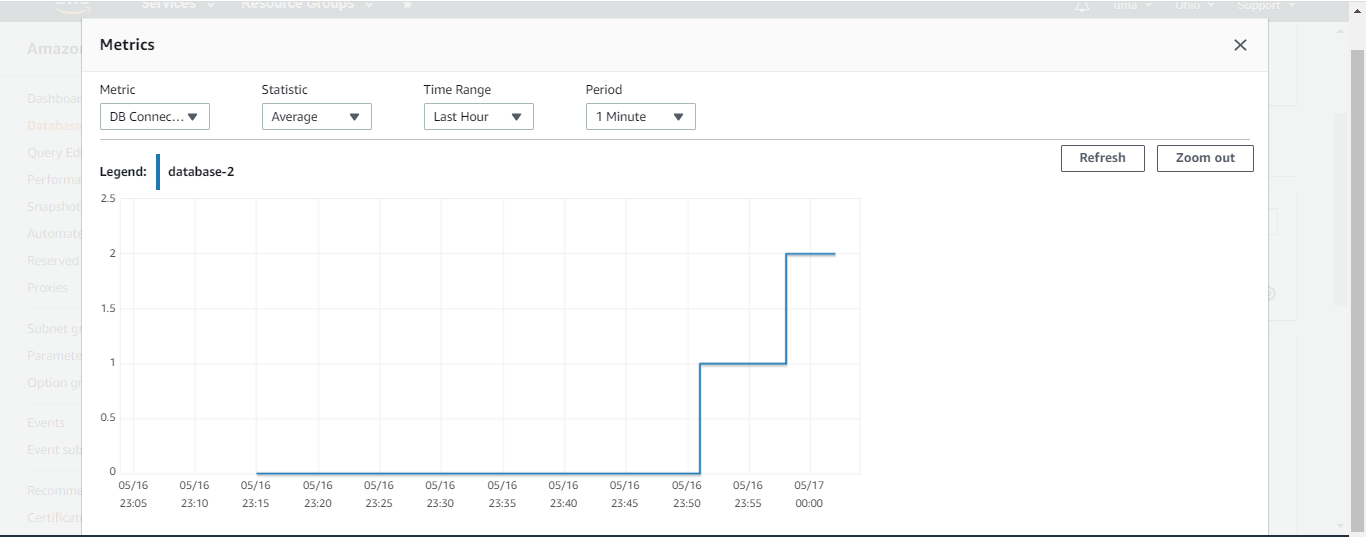 Services
Resource Groups
uma
Ohio
Support
Metrics
Amazo
Metric
Statistic
Time Range
Period
Dashboar
DB Connec...
Average
Last Hour
1 Minute
Database
Query Edi
Performa
Snapshot
Automate
Reserved
Proxies
Subnet gr
Paramete
Option gr
Events
Event sub
Recomme
Certificati
Refresh
Zoom out
Legend:
database-2
2.5
2
1.5
1
0.5
0
05/16 05/16 05/16 05/16 05/16 05/16 05/16 05/16 05/16 05/16 05/16 05/17
23:05 23:10 23:15 23:20 23:25 23:30 23:35 23:40 23:45 23:50 23:55 00:00